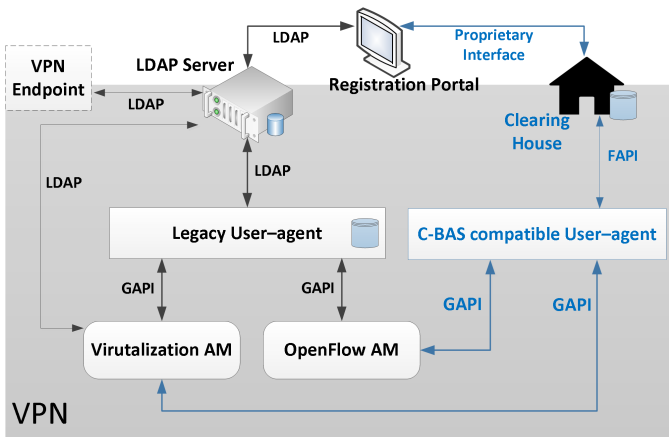 LDAP
Proprietary
Interface
VPN
Endpoint
LDAP Server
Registration Portal
LDAP
Clearing
House
LDAP
LDAP
FAPI
Legacy User–agent
C-BAS compatible User–agent
GAPI
GAPI
GAPI
GAPI
Virutalization AM
OpenFlow AM
VPN